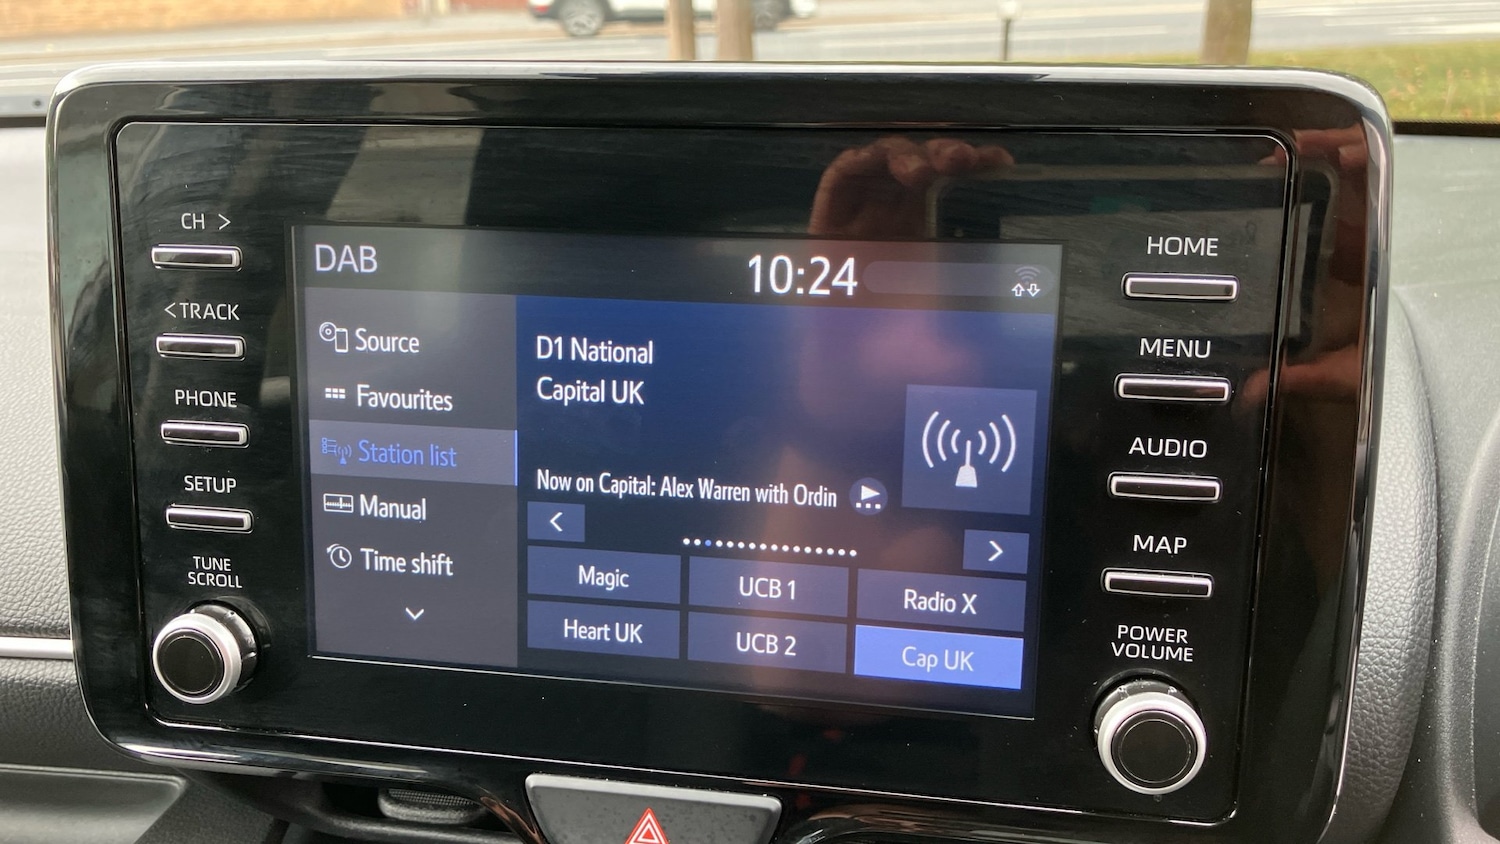 CH >
< TRACK
PHONE
SETUP
TUNE
SCROLL
DAB
10:24
Source
Favourites
Station list
Manual
Time shift
D1 National
Capital UK
Now on Capital: Alex Warren with Ordin
Magic
UCB 1
Radio X
Heart UK
UCB 2
Cap UK
HOME
MENU
AUDIO
MAP
POWER
VOLUME